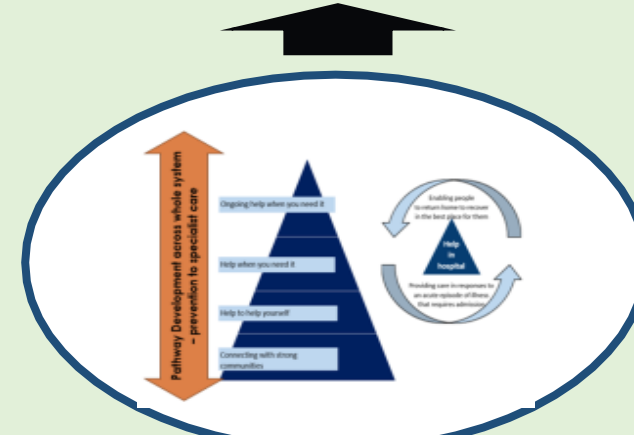 Pathway Development across whole system
– prevention to specialist care
Ongoing help when you need it
Help when you need it
Help to help yourself
Connecting with strong
communities
Enabling people
to return home to recover
in the best place for them
Help
in
hospital
Providing care in responses to
an acute episode of illness
that requires admission